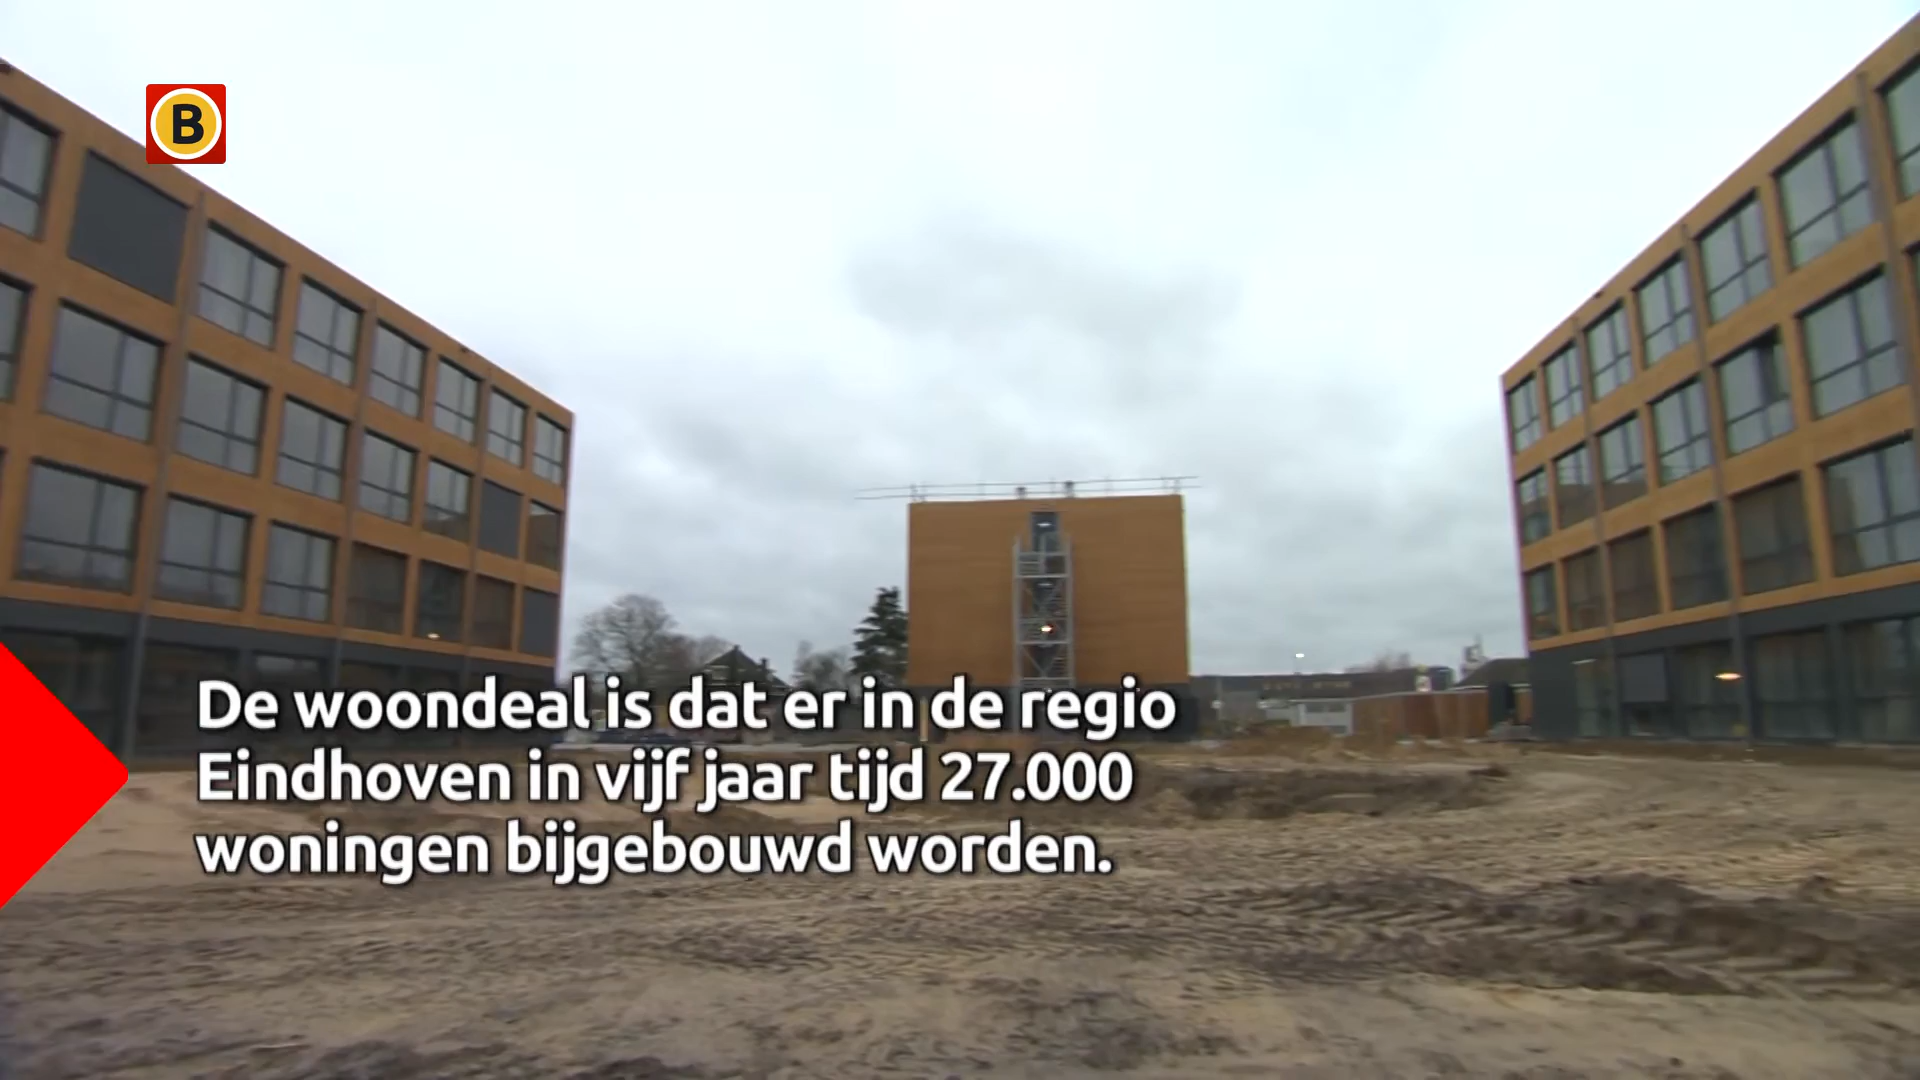 B
De woondeal is dat er in de regio
Eindhoven in vijf jaar tijd 27.000
woningen bijgebouwd worden.